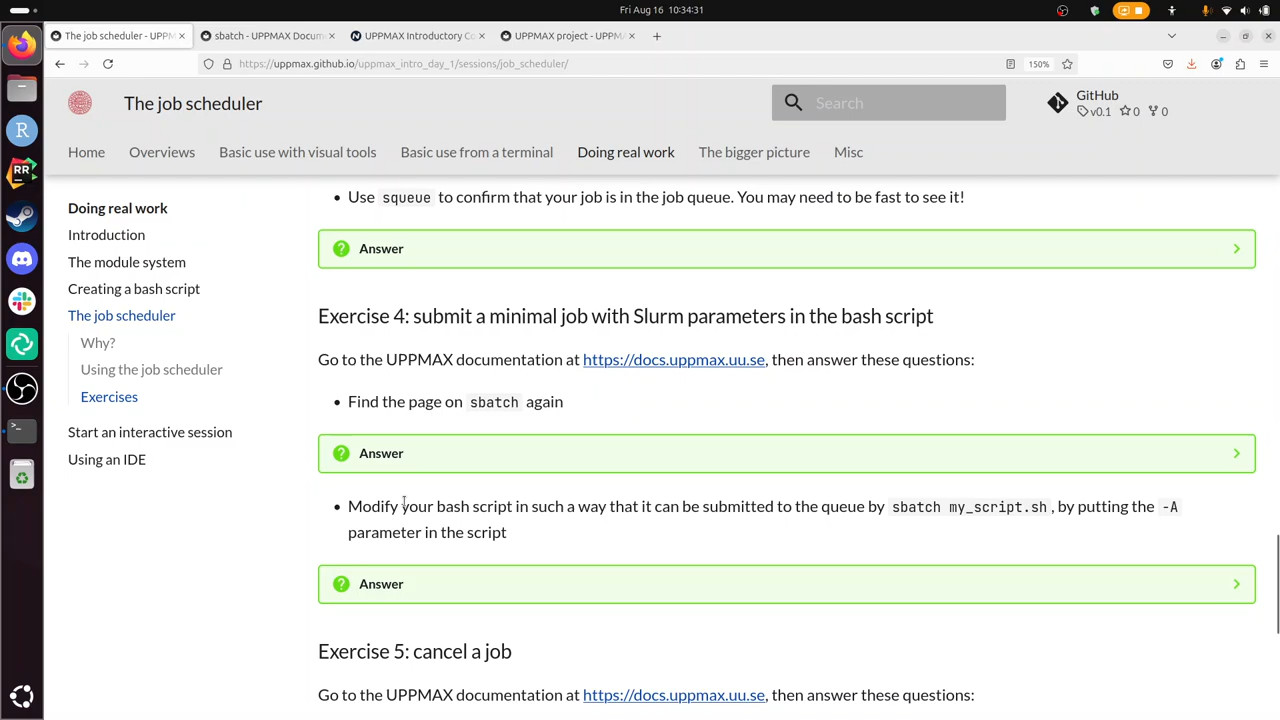 Fri Aug 16 10:34:31
The job scheduler - UPPM
sbatch - UPPMAX Docum
UPPMAX Introductory Co
UPPMAX project - UPPM
https://uppmax.github.io/uppmax_intro_day_1/sessions/job_scheduler/
150%
The job scheduler
Search
GitHub
v0.1 0 0
Home
Overviews
Basic use with visual tools
Basic use from a terminal
Doing real work
The bigger picture
Misc
Doing real work
Introduction
The module system
Creating a bash script
The job scheduler
Why?
Using the job scheduler
Exercises
Start an interactive session
Using an IDE
• Use squeue to confirm that your job is in the job queue. You may need to be fast to see it!
Answer
Exercise 4: submit a minimal job with Slurm parameters in the bash script
Go to the UPPMAX documentation at https://docs.uppmax.uu.se, then answer these questions:
• Find the page on sbatch again
Answer
• Modify your bash script in such a way that it can be submitted to the queue by sbatch my_script.sh, by putting the -A
parameter in the script
Answer
Exercise 5: cancel a job
Go to the UPPMAX documentation at https://docs.uppmax.uu.se, then answer these questions: